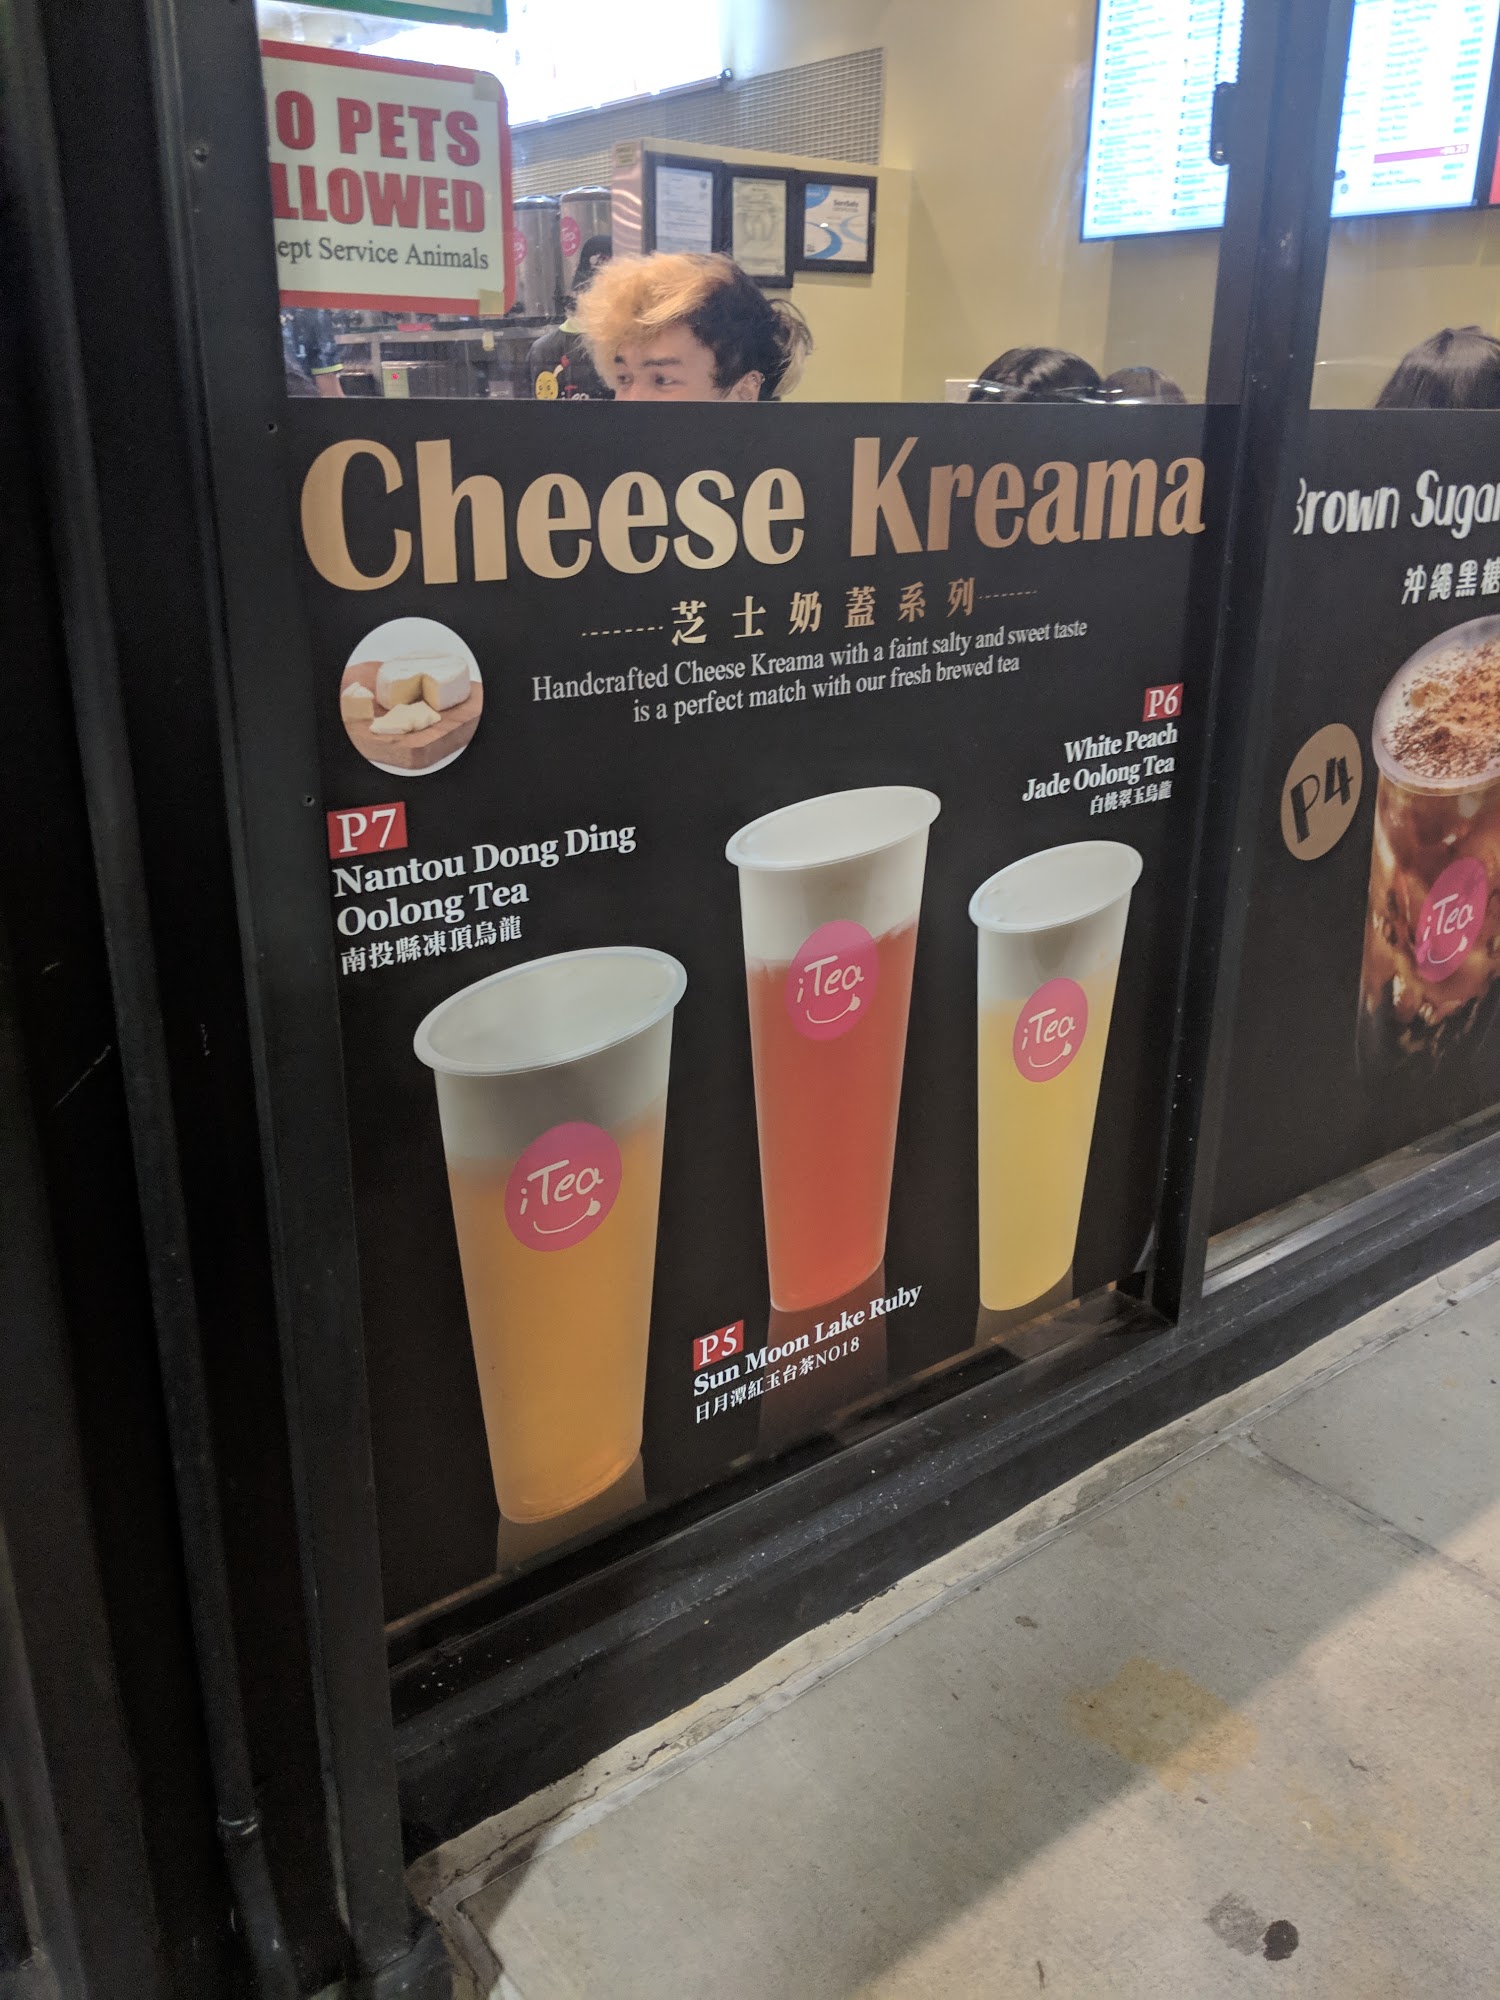 O PETS
LLOWED
ept Service Animals
Cheese Kreama
芝士奶蓋系列
Handcrafted Cheese Kreama with a faint salty and sweet taste
is a perfect match with our fresh brewed tea
P6
White Peach
Jade Oolong Tea
白桃翠玉烏龍
P7
Nantou Dong Ding
Oolong Tea
南投縣凍頂烏龍
iTea
iTea
iTea
P5
Sun Moon Lake Ruby
日月潭紅玉台茶NO18
Brown Sugar
沖繩黑糖
P4
iTea